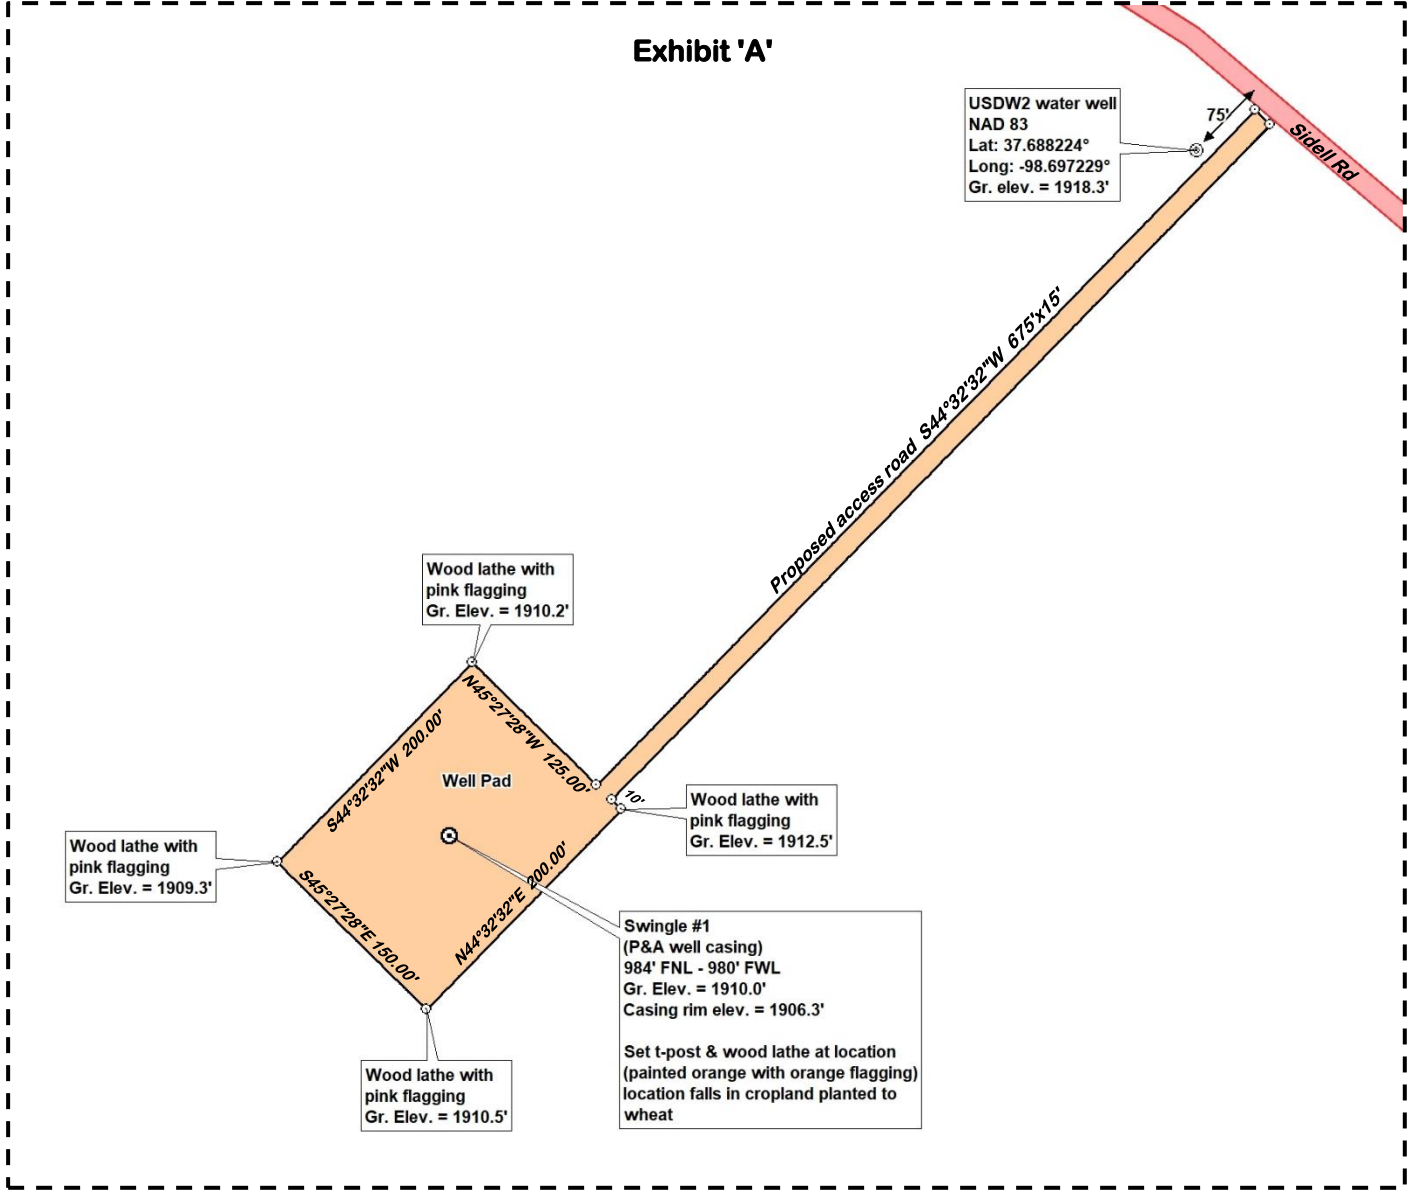 Exhibit 'A'
USDW2 water well
NAD 83
Lat: 37.688224°
Long: -98.697229°
Gr. elev. = 1918.3'
75'
Sidell Rd
Proposed access road S44°32'32"W 675'x15'
Wood lathe with
pink flagging
Gr. Elev. = 1910.2'
N45°27'28"W 125.00'
S44°32'32"W 200.00'
Well Pad
10'
Wood lathe with
pink flagging
Gr. Elev. = 1912.5'
Wood lathe with
pink flagging
Gr. Elev. = 1909.3'
S45°27'28"E 150.00'
N44°32'32"E 200.00'
Swingle #1
(P&A well casing)
984' FNL - 980' FWL
Gr. Elev. = 1910.0'
Casing rim elev. = 1906.3'
Set t-post & wood lathe at location
(painted orange with orange flagging)
location falls in cropland planted to
wheat
Wood lathe with
pink flagging
Gr. Elev. = 1910.5'